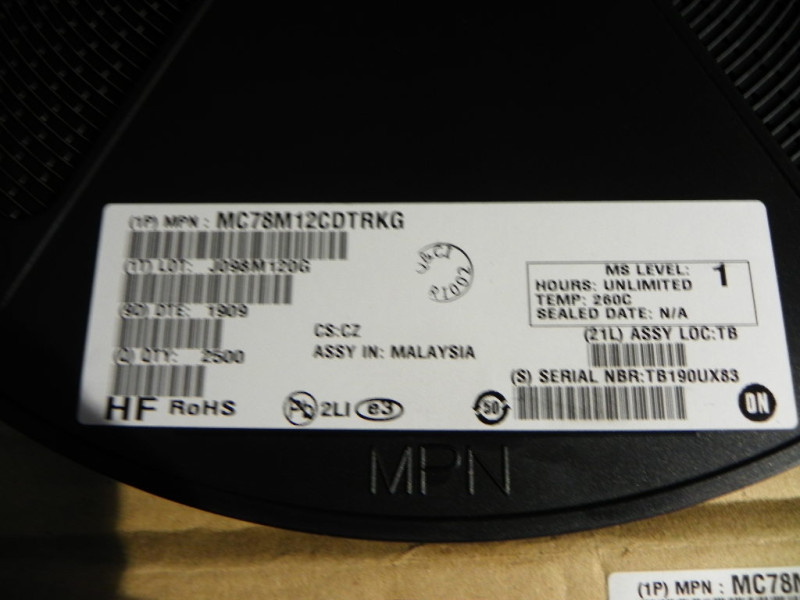 (1P) MPN : MC78M12CDTRKG
(1T) LOT: J098M12DG
(9D) DTE: 1909
(Q) QTY: 2500
CS:CZ
ASSY IN: MALAYSIA
MS LEVEL: 1
HOURS: UNLIMITED
TEMP: 260C
SEALED DATE: N/A
(21L) ASSY LOC:TB
(S) SERIAL NBR:TB190UX83
HF RoHS
Pb 2LI e3
50
ON
MPN
(1P) MPN : MC78M